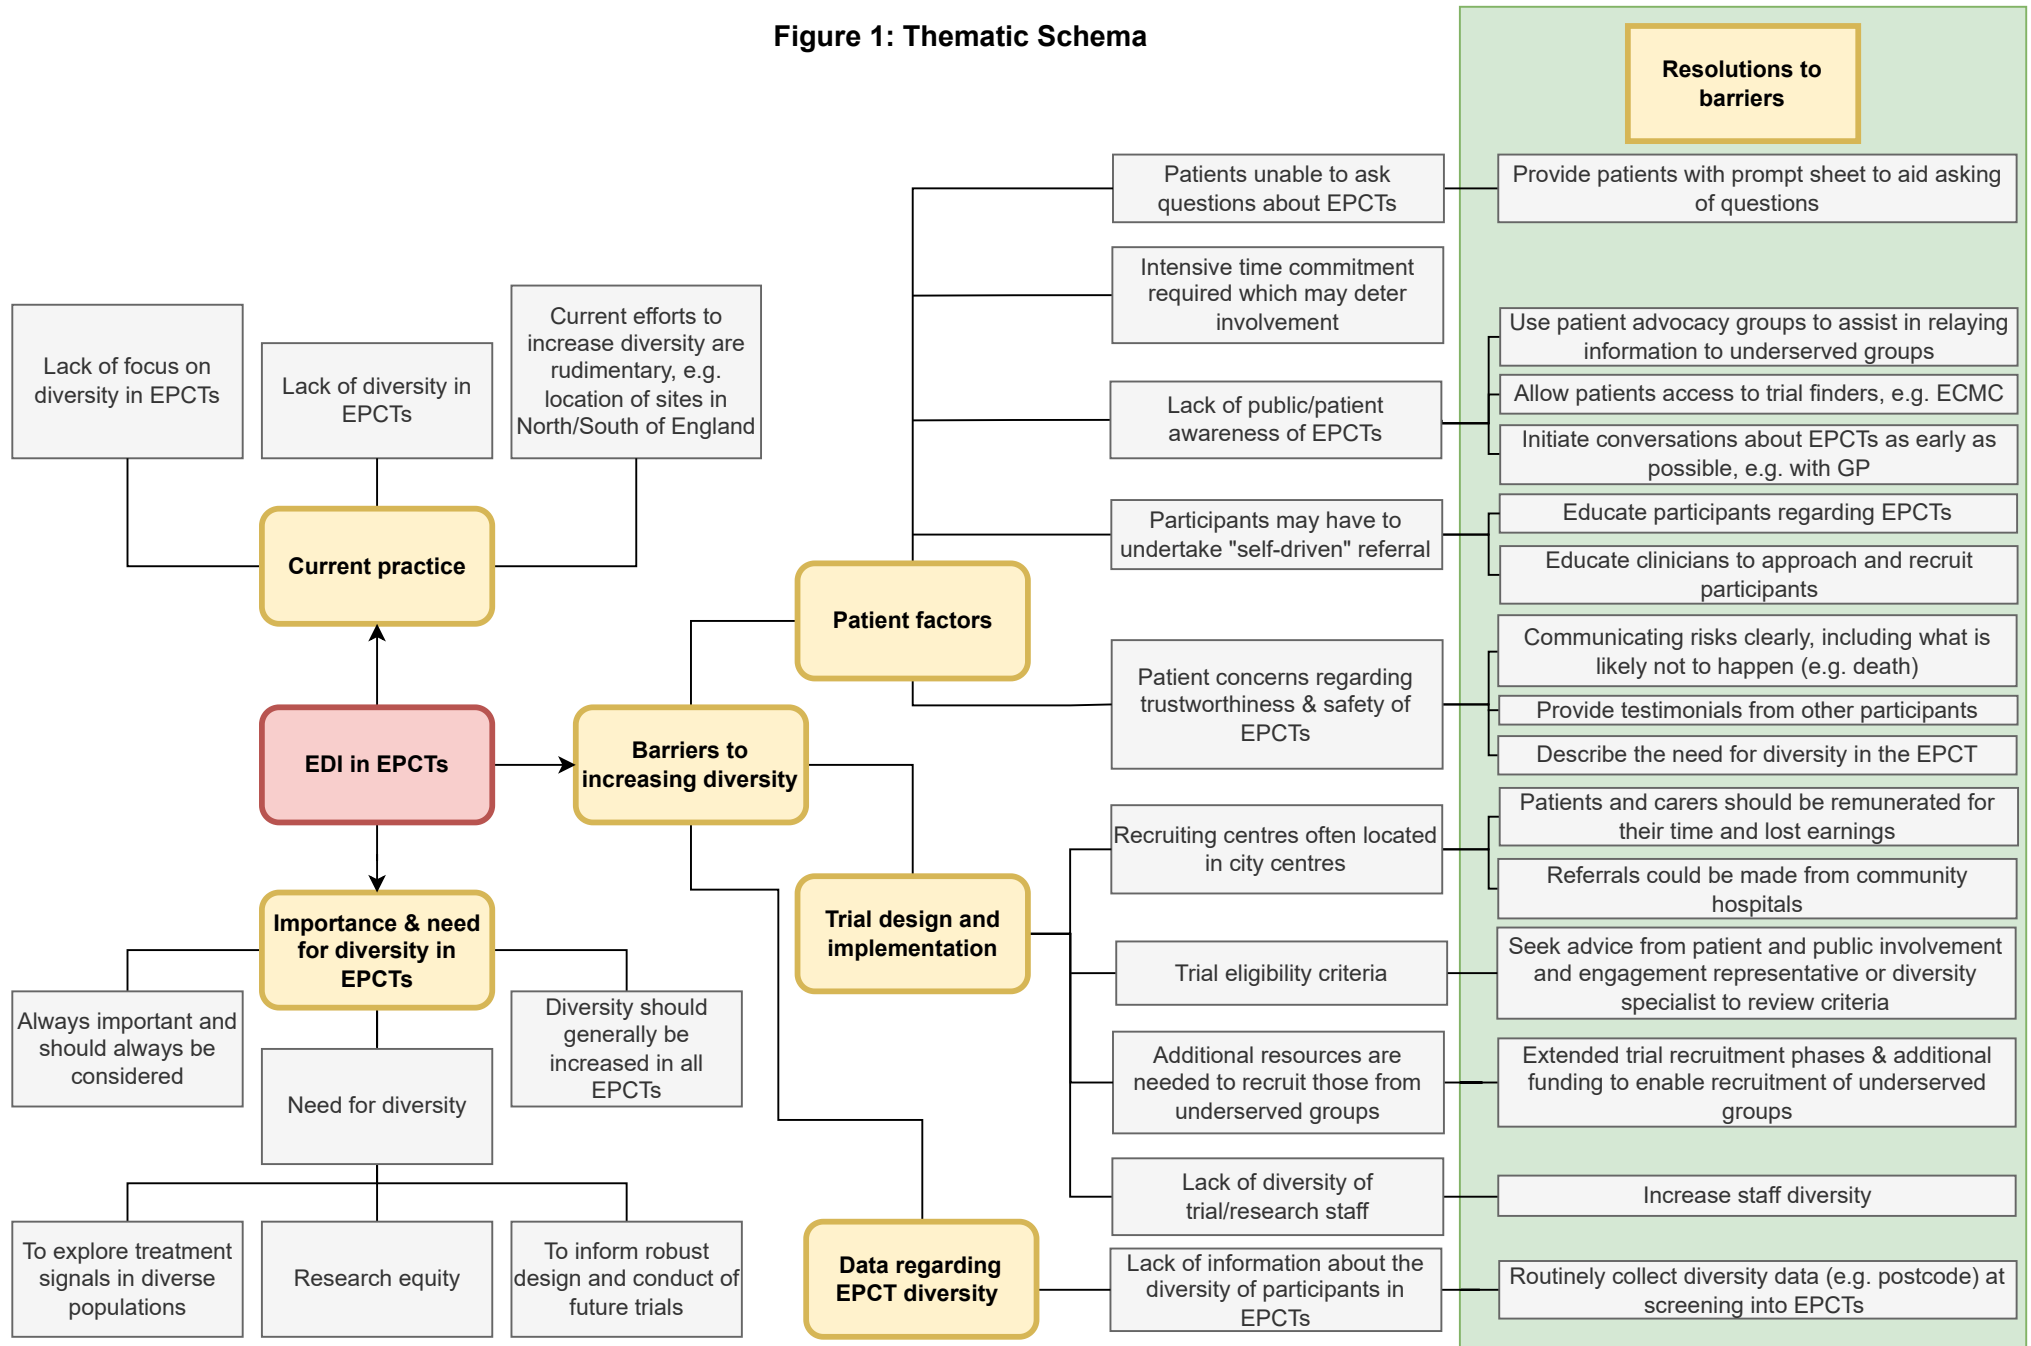 Figure 1: Thematic Schema
Resolutions to
barriers
Patients unable to ask
questions about EPCTs
Provide patients with prompt sheet to aid asking
of questions
Intensive time commitment
required which may deter
involvement
Lack of focus on
diversity in EPCTs
Lack of diversity in
EPCTs
Current efforts to
increase diversity are
rudimentary, e.g.
location of sites in
North/South of England
Use patient advocacy groups to assist in relaying
information to underserved groups
Lack of public/patient
awareness of EPCTs
Allow patients access to trial finders, e.g. ECMC
Initiate conversations about EPCTs as early as
possible, e.g. with GP
Participants may have to
undertake "self-driven" referral
Educate participants regarding EPCTs
Educate clinicians to approach and recruit
participants
Current practice
Patient factors
Patient concerns regarding
trustworthiness & safety of
EPCTs
Communicating risks clearly, including what is
likely not to happen (e.g. death)
Provide testimonials from other participants
Describe the need for diversity in the EPCT
EDI in EPCTs
Barriers to
increasing diversity
Recruiting centres often located
in city centres
Patients and carers should be remunerated for
their time and lost earnings
Referrals could be made from community
hospitals
Importance & need
for diversity in
EPCTs
Trial design and
implementation
Trial eligibility criteria
Seek advice from patient and public involvement
and engagement representative or diversity
specialist to review criteria
Always important and
should always be
considered
Need for diversity
Diversity should
generally be
increased in all
EPCTs
Additional resources are
needed to recruit those from
underserved groups
Extended trial recruitment phases & additional
funding to enable recruitment of underserved
groups
Lack of diversity of
trial/research staff
Increase staff diversity
To explore treatment
signals in diverse
populations
Research equity
To inform robust
design and conduct of
future trials
Data regarding
EPCT diversity
Lack of information about the
diversity of participants in
EPCTs
Routinely collect diversity data (e.g. postcode) at
screening into EPCTs